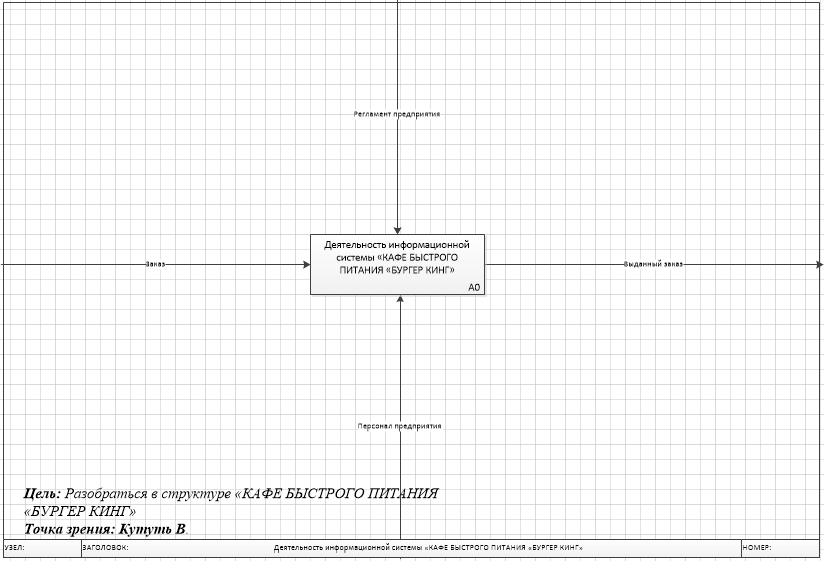 Регламент предприятия
Деятельность информационной
системы «КАФЕ БЫСТРОГО
ПИТАНИЯ «БУРГЕР КИНГ»
A0
Заказ
Выданный заказ
Персонал предприятия
Цель: Разобраться в структуре «КАФЕ БЫСТРОГО ПИТАНИЯ
«БУРГЕР КИНГ»
Точка зрения: Кутуть В.
УЗЕЛ:
ЗАГОЛОВОК:
Деятельность информационной системы «КАФЕ БЫСТРОГО ПИТАНИЯ «БУРГЕР КИНГ»
НОМЕР: